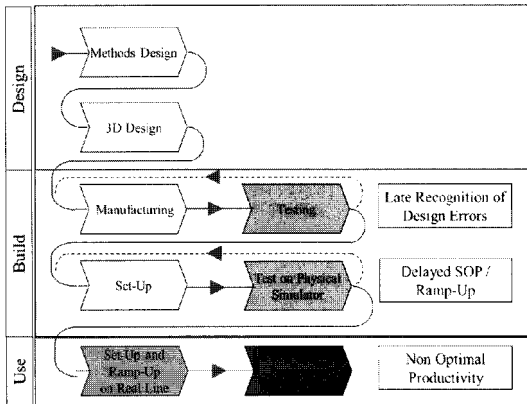 Design
Methods Design
3D Design
Build
Manufacturing
Testing
Late Recognition of
Design Errors
Set-Up
Test on Physical
Simulator
Delayed SOP /
Ramp-Up
Use
Set-Up and
Ramp-Up
on Real Line
Non Optimal
Productivity